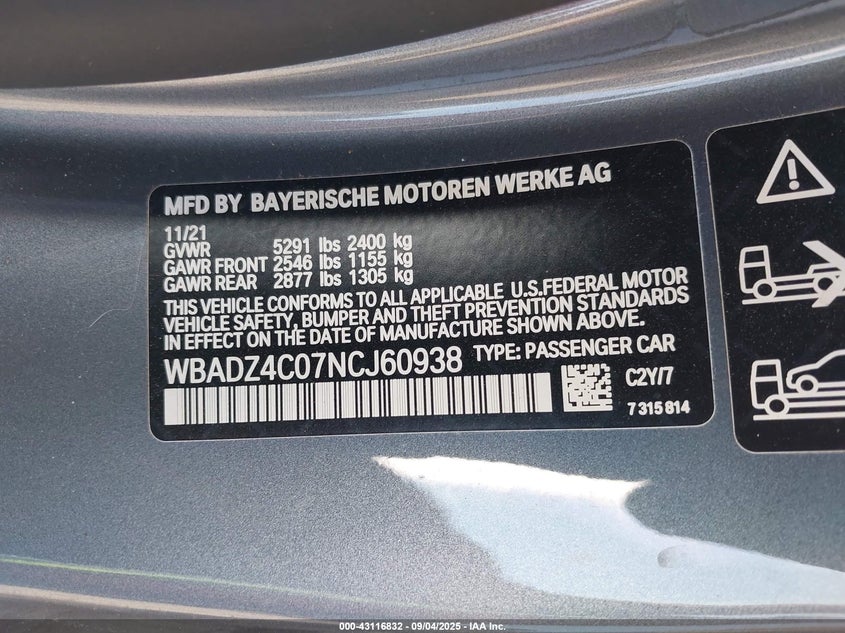 MFD BY BAYERISCHE MOTOREN WERKE AG
11/21
GVWR 5291 lbs 2400 kg
GAWR FRONT 2546 lbs 1155 kg
GAWR REAR 2877 lbs 1305 kg
THIS VEHICLE CONFORMS TO ALL APPLICABLE U.S.FEDERAL MOTOR
VEHICLE SAFETY, BUMPER AND THEFT PREVENTION STANDARDS
IN EFFECT ON THE DATE OF MANUFACTURE SHOWN ABOVE.
WBADZ4C07NCJ60938 TYPE: PASSENGER CAR
C2Y/7
7 315 814
000-43116832 - 09/04/2025 - IAA Inc.